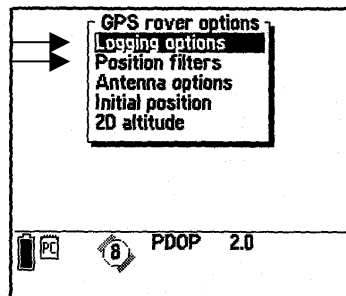 GPS rover options
Logging options
Position filters
Antenna options
Initial position
2D altitude
PC 8 PDOP 2.0